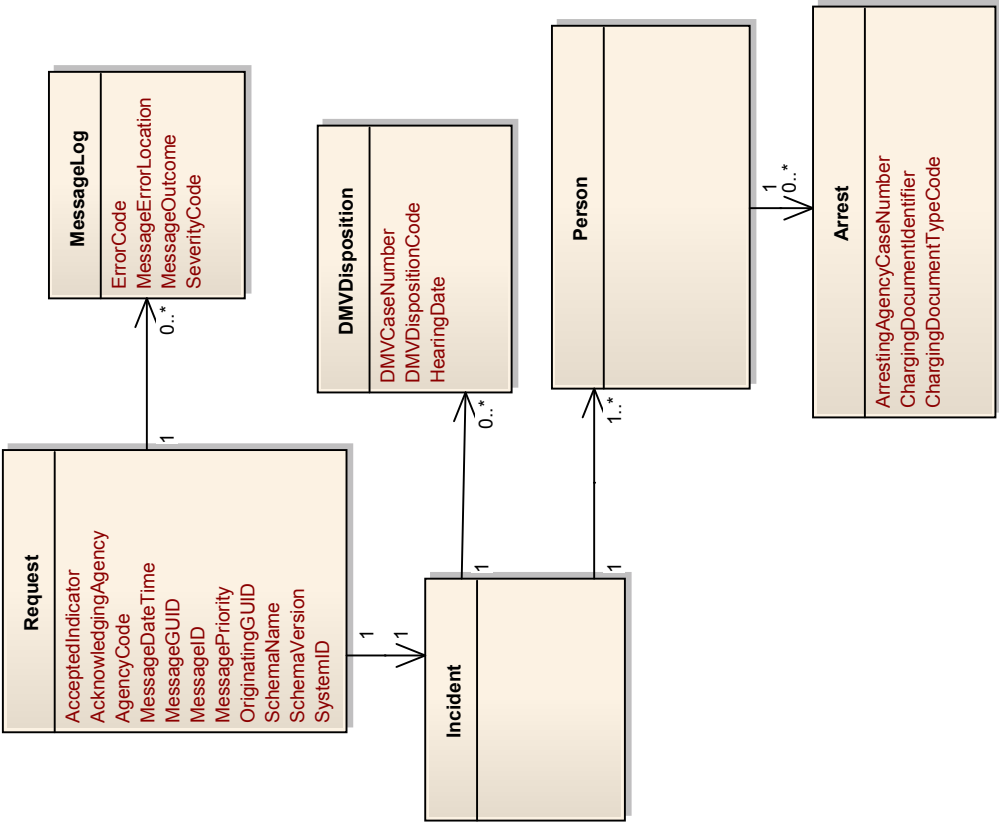 Request
AcceptedIndicator
AcknowledgingAgency
AgencyCode
MessageDateTime
MessageGUID
MessageID
MessagePriority
OriginatingGUID
SchemaName
SchemaVersion
SystemID
1
0..*
MessageLog
ErrorCode
MessageErrorLocation
MessageOutcome
SeverityCode
1
1
Incident
1
0..*
DMVDisposition
DMVCaseNumber
DMVDispositionCode
HearingDate
1
1..*
Person
1
0..*
Arrest
ArrestingAgencyCaseNumber
ChargingDocumentIdentifier
ChargingDocumentTypeCode